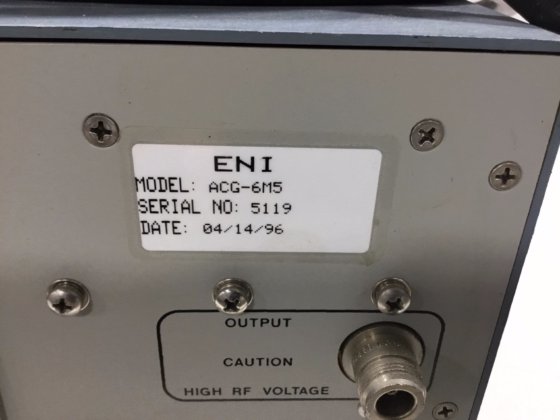 ENI
MODEL: ACG-6M5
SERIAL NO: 5119
DATE: 04/14/96
OUTPUT
CAUTION
HIGH RF VOLTAGE